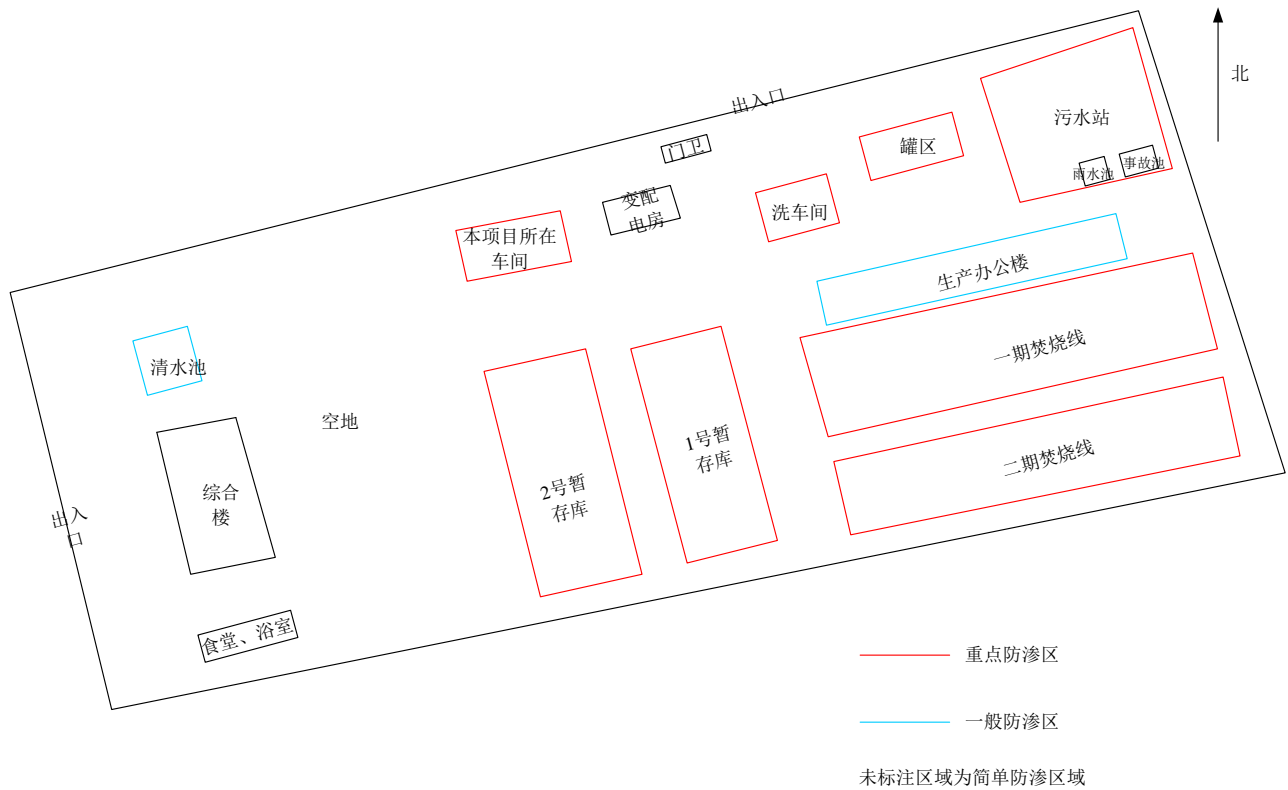 出入口
北
门卫
罐区
污水站
雨水池
事故池
变配
电房
洗车间
本项目所在
车间
生产办公楼
一期焚烧线
清水池
空地
1号暂
存库
二期焚烧线
2号暂
存库
综合
楼
出入
口
食堂、浴室
重点防渗区
一般防渗区
未标注区域为简单防渗区域